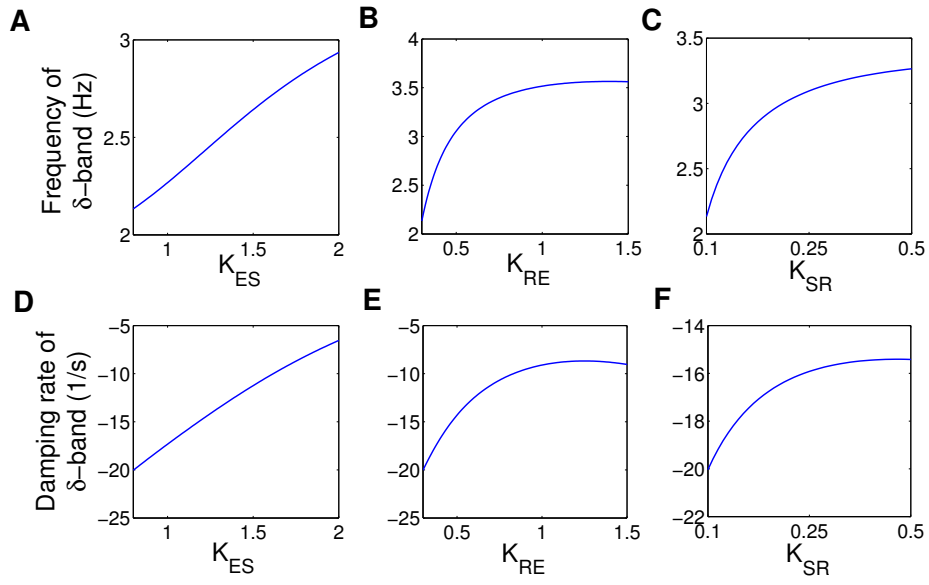 A
B
C
Frequency of
δ−band (Hz)
3
2.5
2
1
1.5
2
K_ES
4
3.5
3
2.5
2
0.5
1
1.5
K_RE
3.5
3
2.5
2
0.1
0.25
0.5
K_SR
D
E
F
Damping rate of
δ−band (1/s)
−5
−10
−15
−20
−25
1
1.5
2
K_ES
−5
−10
−15
−20
−25
0.5
1
1.5
K_RE
−14
−16
−18
−20
−22
0.1
0.25
0.5
K_SR